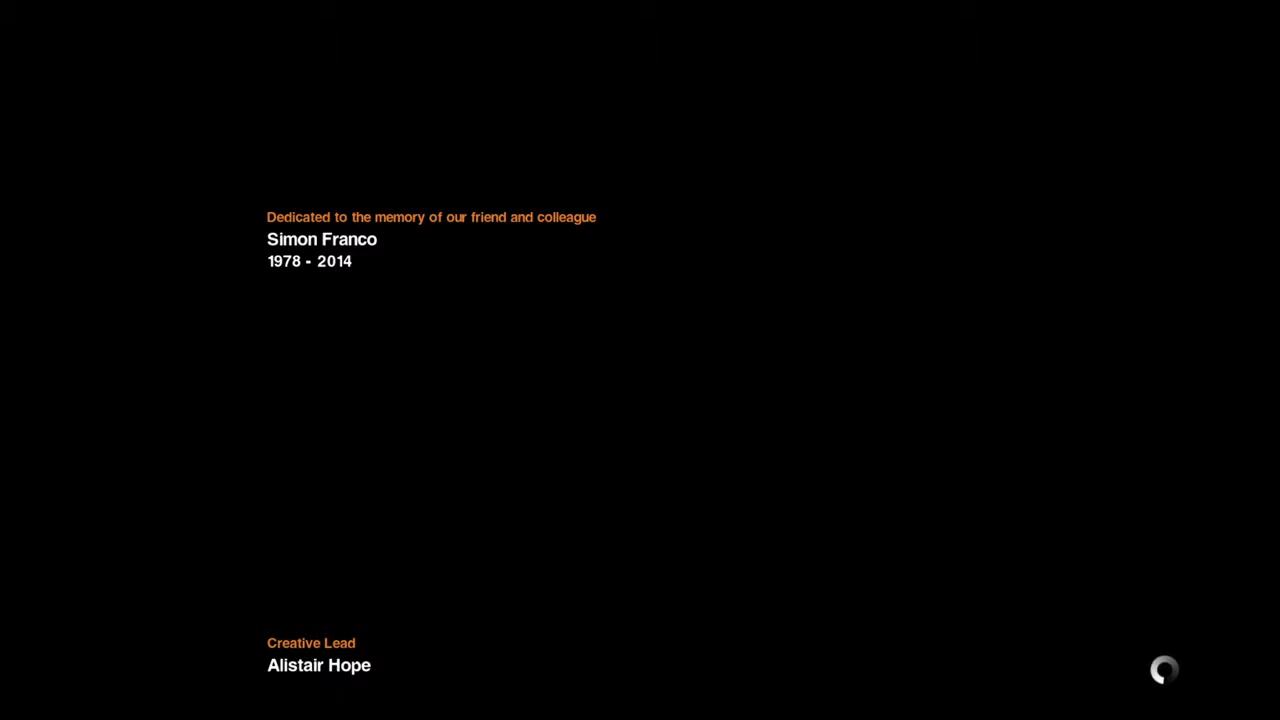 Dedicated to the memory of our friend and colleague
Simon Franco
1978 - 2014
Creative Lead
Alistair Hope